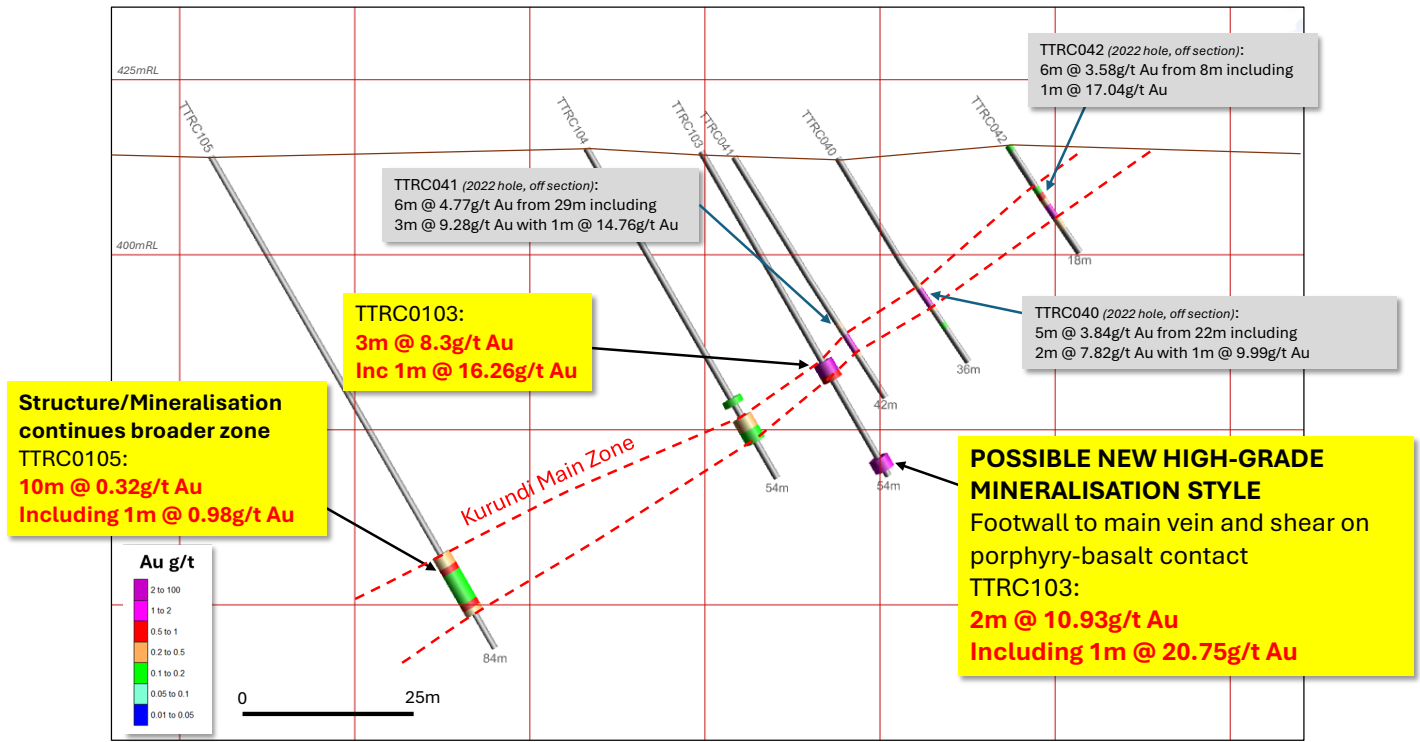 TTRC042 (2022 hole, off section):
6m @ 3.58g/t Au from 8m including
1m @ 17.04g/t Au
425mRL
TTRC105
TTRC104
TTRC103
TTRC041
TTRC040
TTRC042
TTRC041 (2022 hole, off section):
6m @ 4.77g/t Au from 29m including
3m @ 9.28g/t Au with 1m @ 14.76g/t Au
400mRL
18m
TTRC0103:
3m @ 8.3g/t Au
Inc 1m @ 16.26g/t Au
TTRC040 (2022 hole, off section):
5m @ 3.84g/t Au from 22m including
2m @ 7.82g/t Au with 1m @ 9.99g/t Au
36m
42m
Structure/Mineralisation
continues broader zone
TTRC0105:
10m @ 0.32g/t Au
Including 1m @ 0.98g/t Au
Kurundi Main Zone
54m
54m
POSSIBLE NEW HIGH-GRADE
MINERALISATION STYLE
Footwall to main vein and shear on
porphyry-basalt contact
TTRC103:
2m @ 10.93g/t Au
Including 1m @ 20.75g/t Au
Au g/t
2 to 100
1 to 2
0.5 to 1
0.2 to 0.5
0.1 to 0.2
0.05 to 0.1
0.01 to 0.05
84m
0
25m